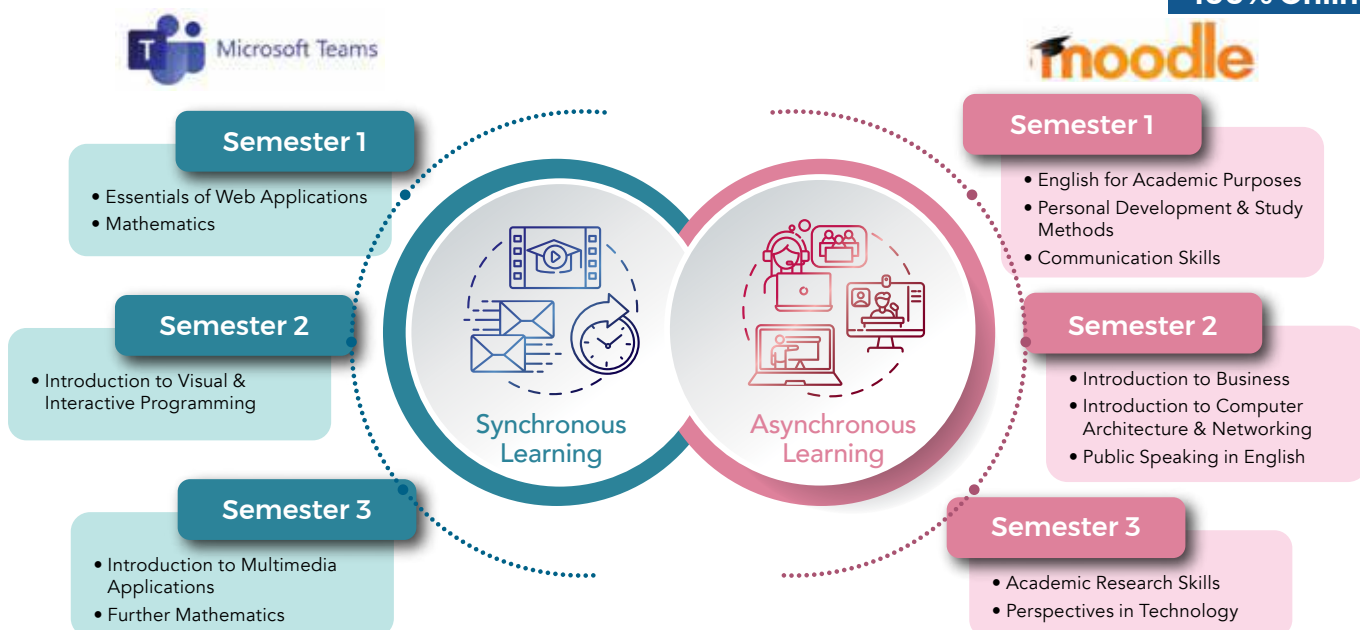 100% Online
Microsoft Teams
moodle
Semester 1
• Essentials of Web Applications
• Mathematics
Semester 2
• Introduction to Visual &
Interactive Programming
Semester 3
• Introduction to Multimedia
Applications
• Further Mathematics
Synchronous
Learning
Asynchronous
Learning
Semester 1
• English for Academic Purposes
• Personal Development & Study
Methods
• Communication Skills
Semester 2
• Introduction to Business
• Introduction to Computer
Architecture & Networking
• Public Speaking in English
Semester 3
• Academic Research Skills
• Perspectives in Technology